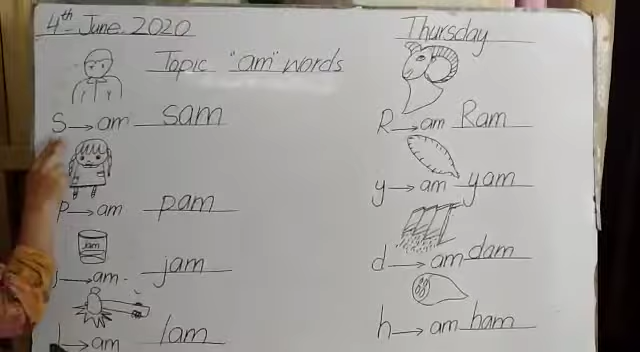 4th June. 2020
Thursday
Topic "am" words
S → am sam
R → am Ram
p → am pam
y → am yam
jam
j → am. jam
d → am dam
l → am lam
h → am ham